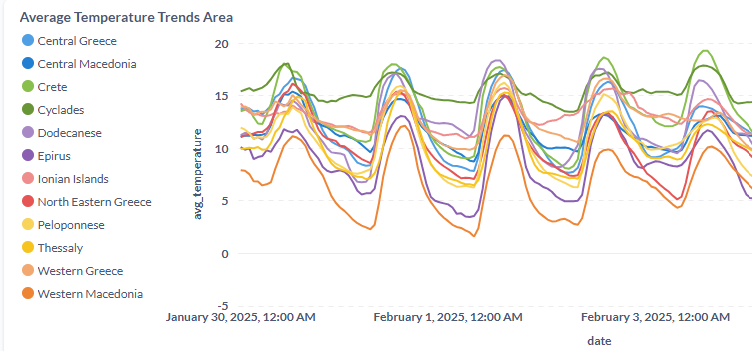 Average Temperature Trends Area
Central Greece
Central Macedonia
Crete
Cyclades
Dodecanese
Epirus
Ionian Islands
North Eastern Greece
Peloponnese
Thessaly
Western Greece
Western Macedonia
avg_temperature
20
15
10
5
0
-5
January 30, 2025, 12:00 AM February 1, 2025, 12:00 AM February 3, 2025, 12:00 AM
date